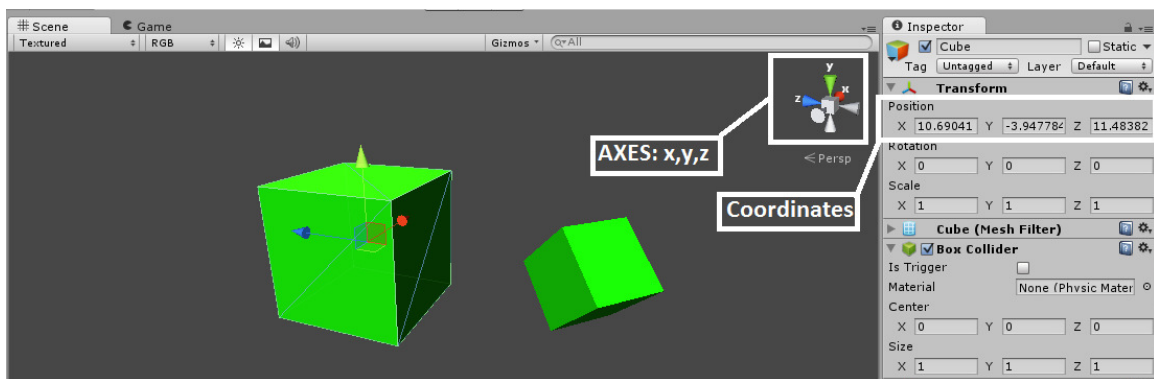 Scene Game
Textured RGB Gizmos All
y
x
z
Persp
AXES: x,y,z
Coordinates
Inspector
Cube Static
Tag Untagged Layer Default
Transform
Position
X 10.69041 Y -3.947784 Z 11.48382
Rotation
X 0 Y 0 Z 0
Scale
X 1 Y 1 Z 1
Cube (Mesh Filter)
Box Collider
Is Trigger
Material None (Physic Mater
Center
X 0 Y 0 Z 0
Size
X 1 Y 1 Z 1